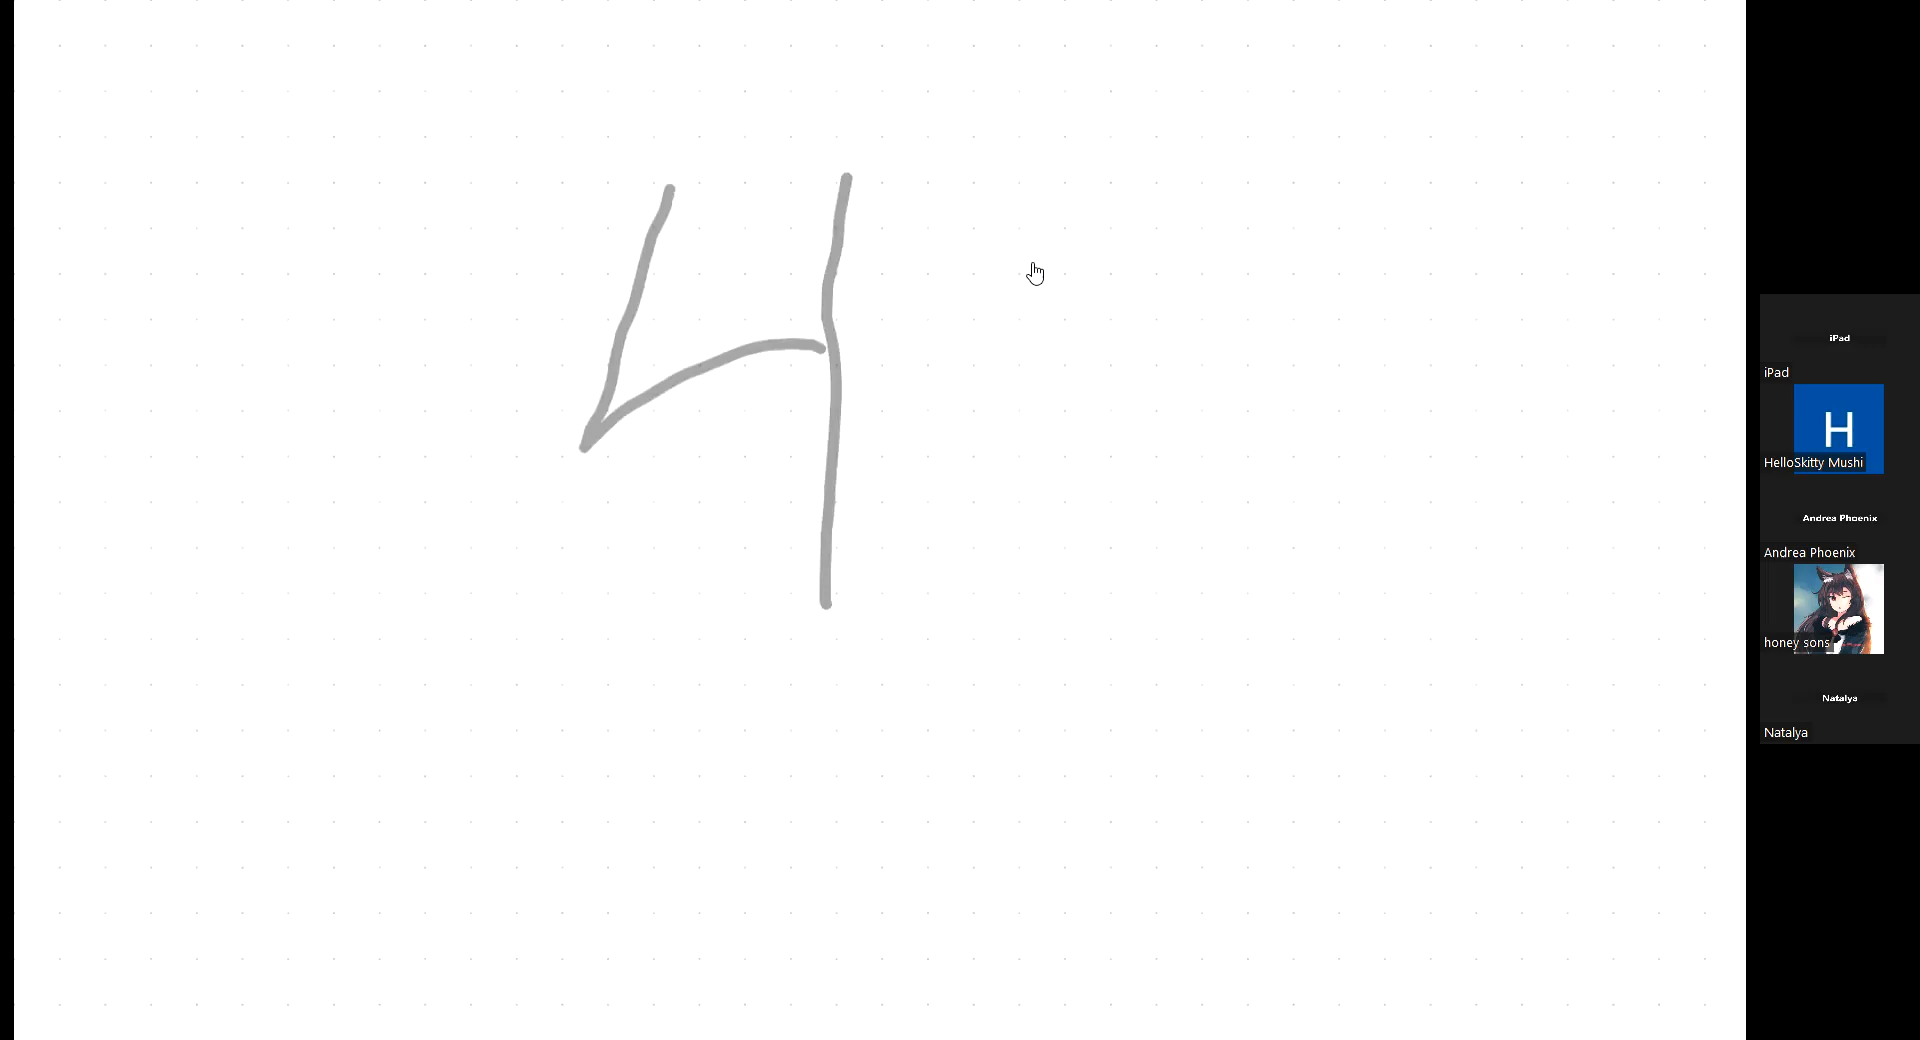 4
iPad
iPad
H
HelloSkitty Mushi
Andrea Phoenix
Andrea Phoenix
honey sons
Natalya
Natalya